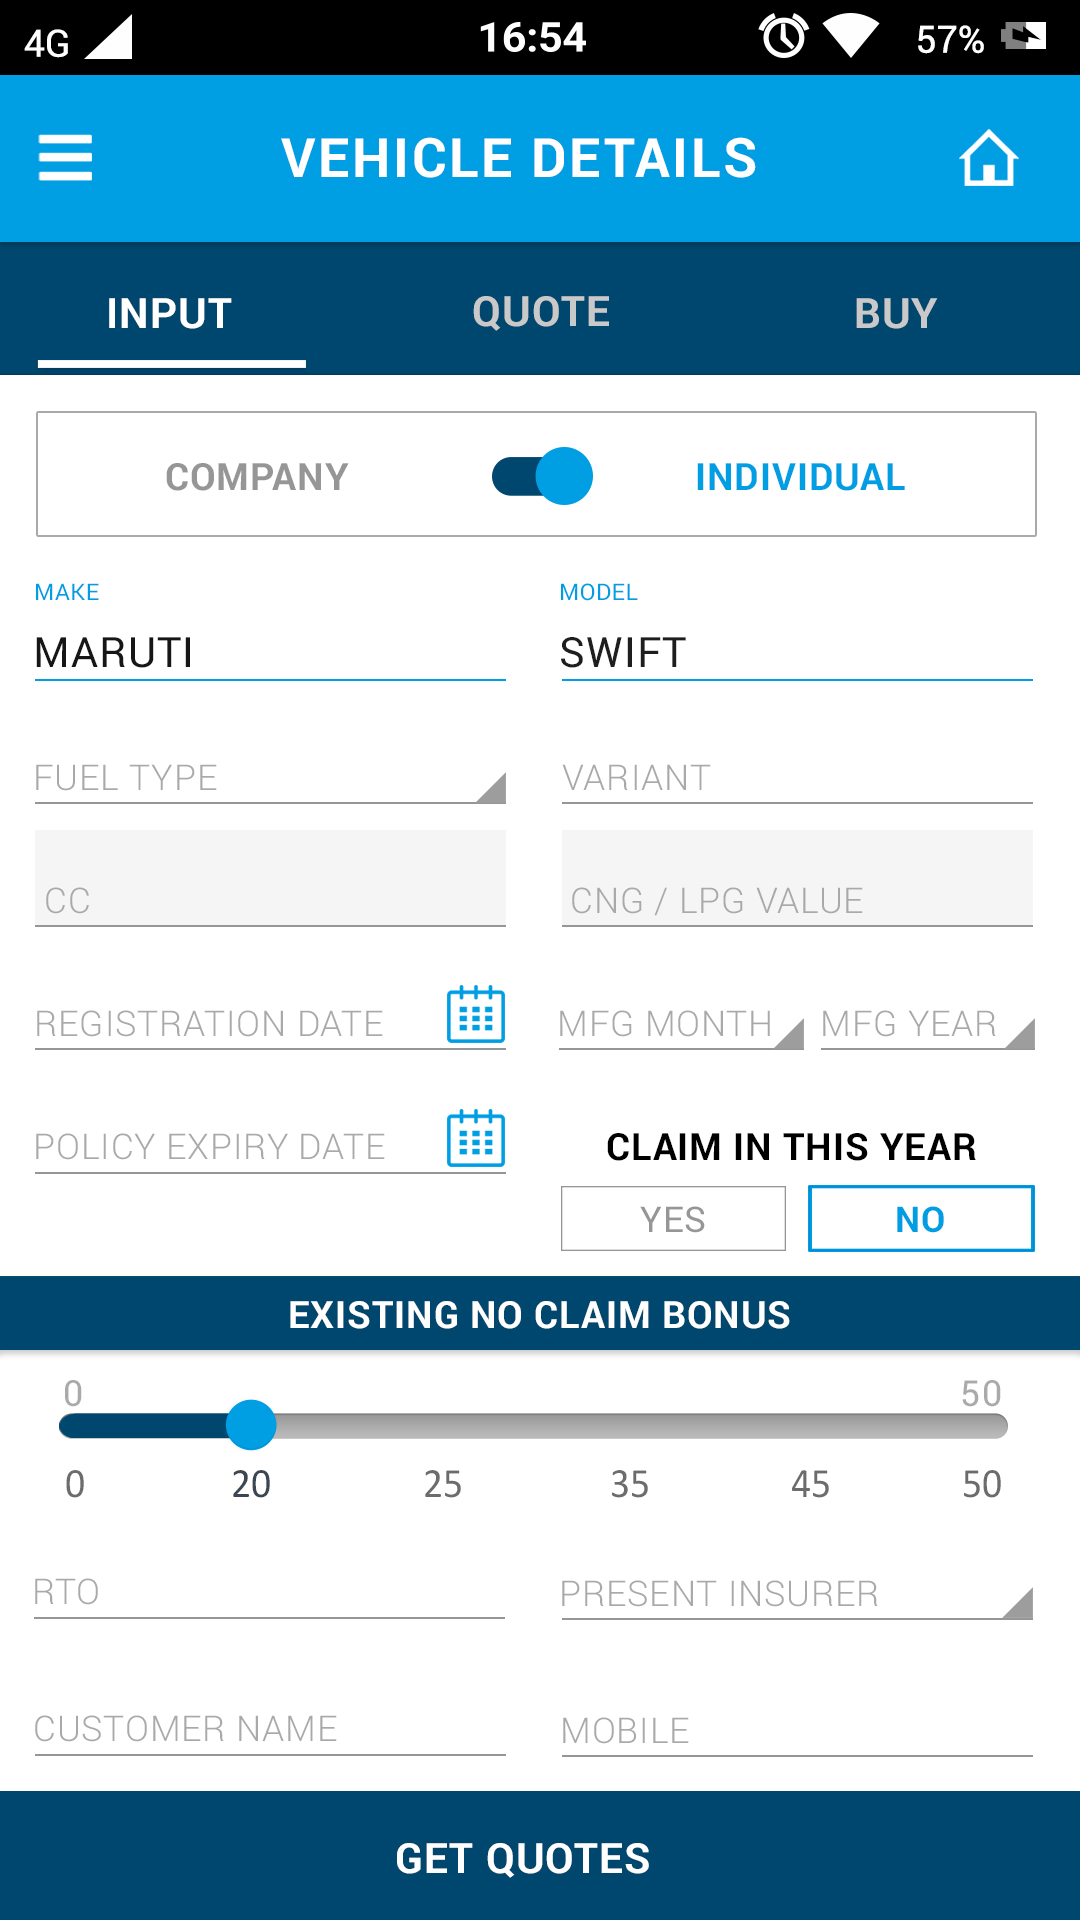 4G 16:54 57%
VEHICLE DETAILS
INPUT QUOTE BUY
COMPANY INDIVIDUAL
MAKE MODEL
MARUTI SWIFT
FUEL TYPE VARIANT
CC CNG / LPG VALUE
REGISTRATION DATE MFG MONTH MFG YEAR
POLICY EXPIRY DATE CLAIM IN THIS YEAR
YES NO
EXISTING NO CLAIM BONUS
0 50
0 20 25 35 45 50
RTO PRESENT INSURER
CUSTOMER NAME MOBILE
GET QUOTES